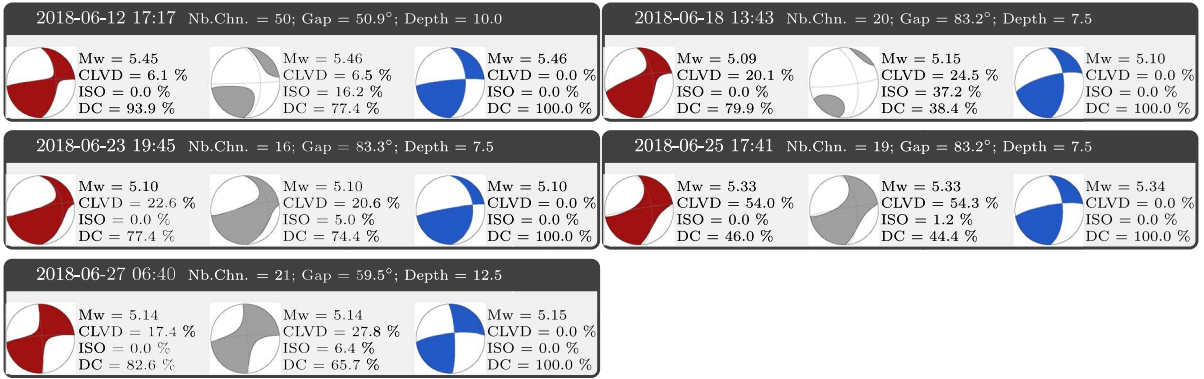 2018-06-12 17:17 Nb.Chn. = 50; Gap = 50.9°; Depth = 10.0
Mw = 5.45
CLVD = 6.1 %
ISO = 0.0 %
DC = 93.9 %
Mw = 5.46
CLVD = 6.5 %
ISO = 16.2 %
DC = 77.4 %
Mw = 5.46
CLVD = 0.0 %
ISO = 0.0 %
DC = 100.0 %
2018-06-18 13:43 Nb.Chn. = 20; Gap = 83.2°; Depth = 7.5
Mw = 5.09
CLVD = 20.1 %
ISO = 0.0 %
DC = 79.9 %
Mw = 5.15
CLVD = 24.5 %
ISO = 37.2 %
DC = 38.4 %
Mw = 5.10
CLVD = 0.0 %
ISO = 0.0 %
DC = 100.0 %
2018-06-23 19:45 Nb.Chn. = 16; Gap = 83.3°; Depth = 7.5
Mw = 5.10
CLVD = 22.6 %
ISO = 0.0 %
DC = 77.4 %
Mw = 5.10
CLVD = 20.6 %
ISO = 5.0 %
DC = 74.4 %
Mw = 5.10
CLVD = 0.0 %
ISO = 0.0 %
DC = 100.0 %
2018-06-25 17:41 Nb.Chn. = 19; Gap = 83.2°; Depth = 7.5
Mw = 5.33
CLVD = 54.0 %
ISO = 0.0 %
DC = 46.0 %
Mw = 5.33
CLVD = 54.3 %
ISO = 1.2 %
DC = 44.4 %
Mw = 5.34
CLVD = 0.0 %
ISO = 0.0 %
DC = 100.0 %
2018-06-27 06:40 Nb.Chn. = 21; Gap = 59.5°; Depth = 12.5
Mw = 5.14
CLVD = 17.4 %
ISO = 0.0 %
DC = 82.6 %
Mw = 5.14
CLVD = 27.8 %
ISO = 6.4 %
DC = 65.7 %
Mw = 5.15
CLVD = 0.0 %
ISO = 0.0 %
DC = 100.0 %